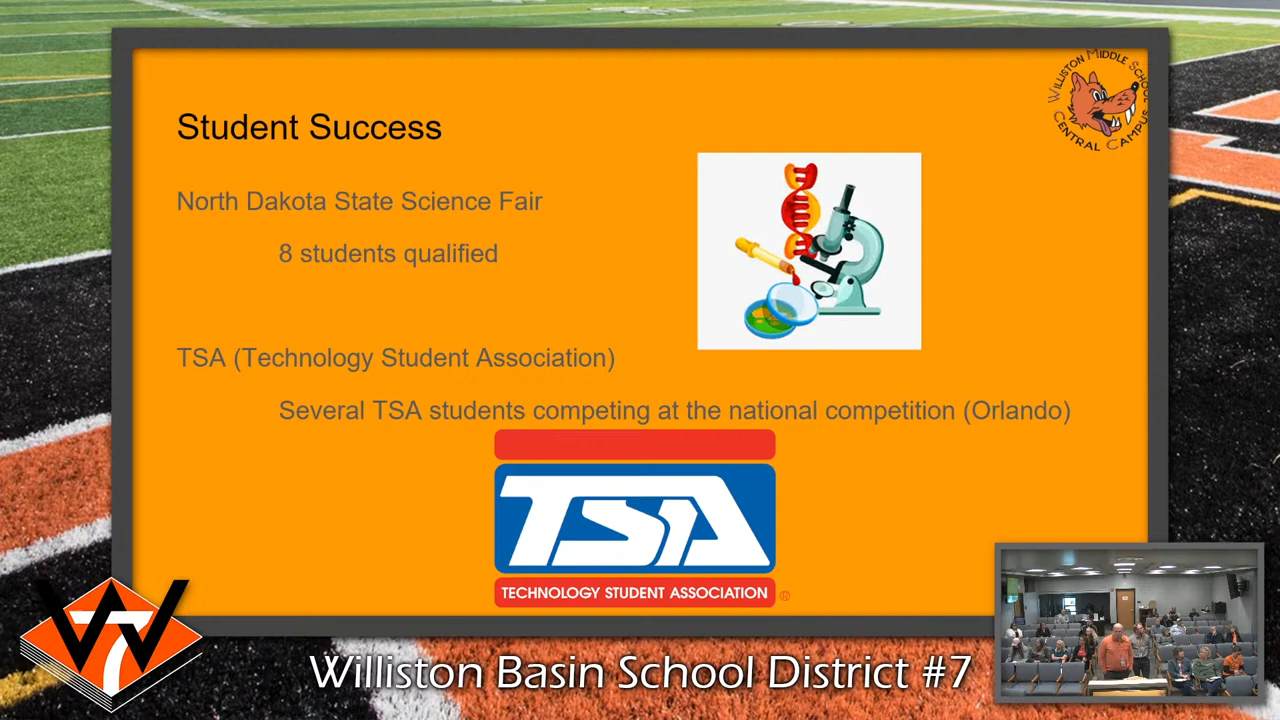 WILLISTON MIDDLE SCHOOL
CENTRAL CAMPUS
Student Success
North Dakota State Science Fair
8 students qualified
TSA (Technology Student Association)
Several TSA students competing at the national competition (Orlando)
TSA
TECHNOLOGY STUDENT ASSOCIATION ®
W7
Williston Basin School District #7